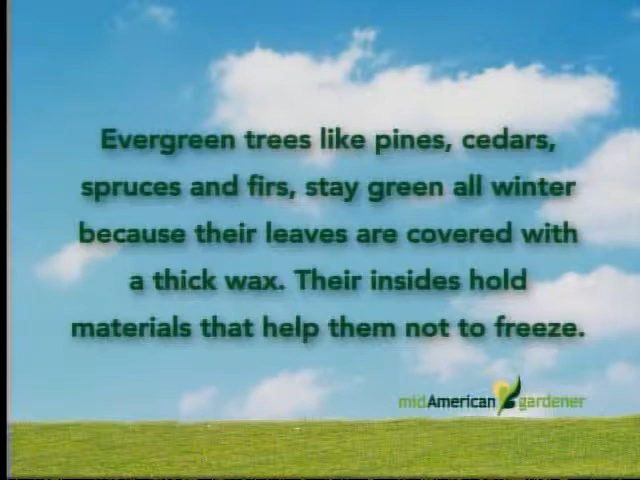 Evergreen trees like pines, cedars,
spruces and firs, stay green all winter
because their leaves are covered with
a thick wax. Their insides hold
materials that help them not to freeze.
midAmerican gardener